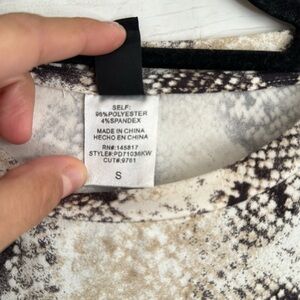 SELF:
96%POLYESTER
4%SPANDEX
MADE IN CHINA
HECHO EN CHINA
RN#:145817
STYLE#:PD71036KW
CUT#:9761
S